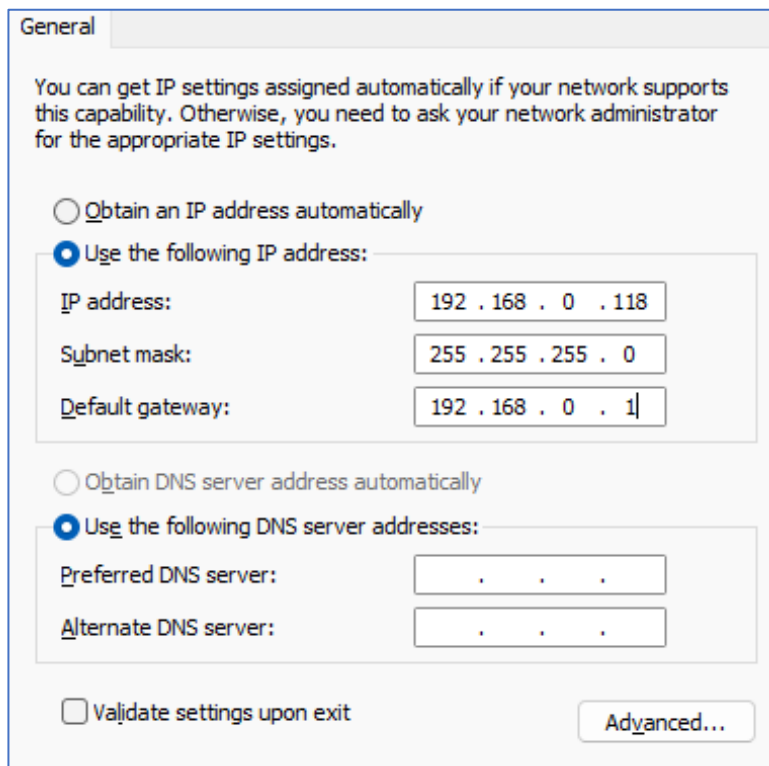 General
You can get IP settings assigned automatically if your network supports
this capability. Otherwise, you need to ask your network administrator
for the appropriate IP settings.
Obtain an IP address automatically
Use the following IP address:
IP address: 192 . 168 . 0 . 118
Subnet mask: 255 . 255 . 255 . 0
Default gateway: 192 . 168 . 0 . 1
Obtain DNS server address automatically
Use the following DNS server addresses:
Preferred DNS server: . . .
Alternate DNS server: . . .
Validate settings upon exit
Advanced...